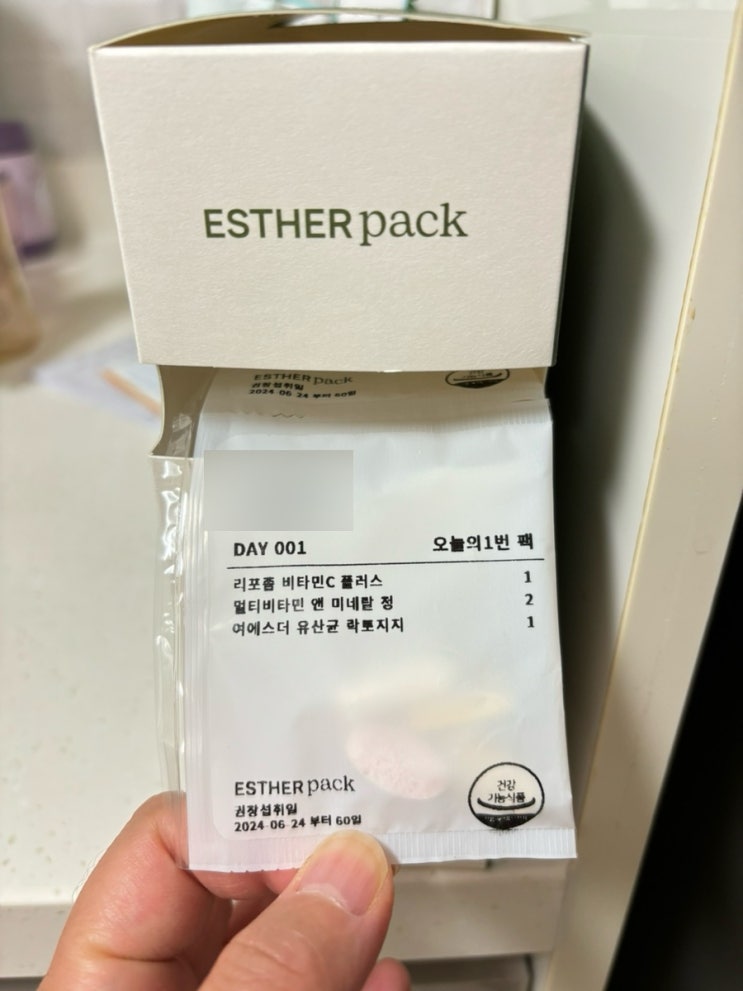 ESTHER pack
ESTHER pack
권장섭취일
2024-06-24 부터 60일
DAY 001 오늘의1번 팩
리포좀 비타민C 플러스 1
멀티비타민 앤 미네랄 정 2
여에스더 유산균 락토지지 1
ESTHER pack
권장섭취일
2024-06-24 부터 60일
건강
기능식품